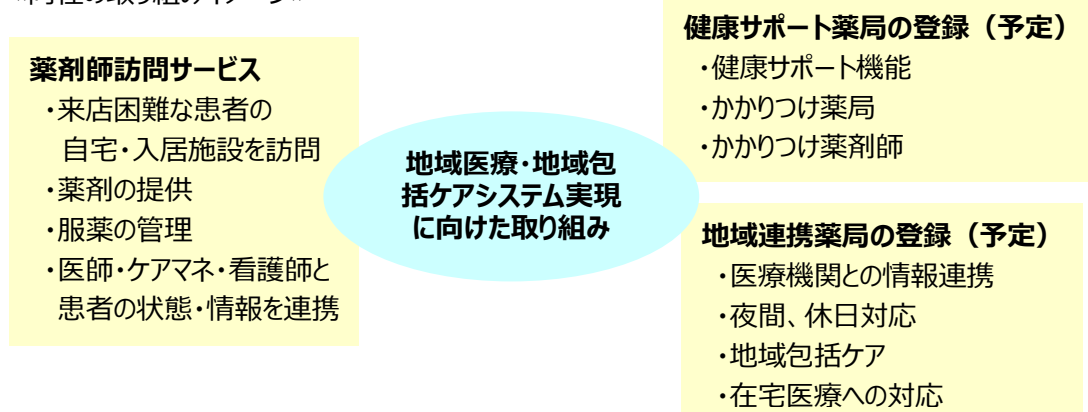 薬剤師訪問サービス
・来店困難な患者の
自宅・入居施設を訪問
・薬剤の提供
・服薬の管理
・医師・ケアマネ・看護師と
患者の状態・情報を連携
地域医療・地域包
括ケアシステム実現
に向けた取り組み
健康サポート薬局の登録（予定）
・健康サポート機能
・かかりつけ薬局
・かかりつけ薬剤師
地域連携薬局の登録（予定）
・医療機関との情報連携
・夜間、休日対応
・地域包括ケア
・在宅医療への対応